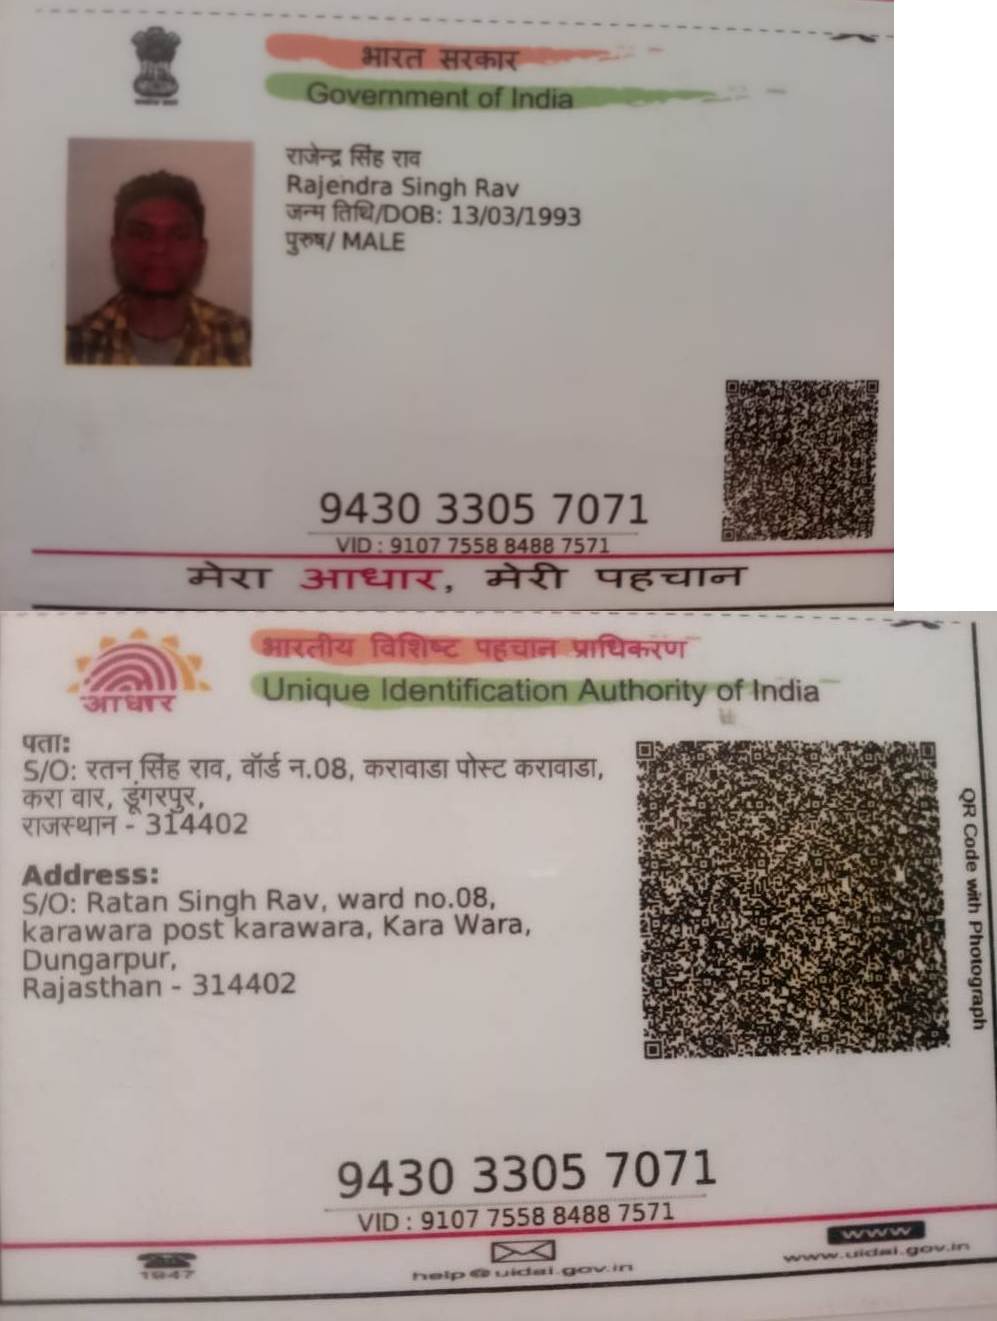 भारत सरकार
Government of India
राजेन्द्र सिंह राव
Rajendra Singh Rav
जन्म तिथि/DOB: 13/03/1993
पुरुष/ MALE
9430 3305 7071
VID : 9107 7558 8488 7571
मेरा आधार, मेरी पहचान
भारतीय विशिष्ट पहचान प्राधिकरण
Unique Identification Authority of India
आधार
पता:
S/O: रतन सिंह राव, वॉर्ड न.08, करावाडा पोस्ट करावाडा,
करा वार, डूंगरपुर,
राजस्थान - 314402
Address:
S/O: Ratan Singh Rav, ward no.08,
karawara post karawara, Kara Wara,
Dungarpur,
Rajasthan - 314402
QR Code with Photograph
9430 3305 7071
VID : 9107 7558 8488 7571
1947
help@uidai.gov.in
www
www.uidai.gov.in